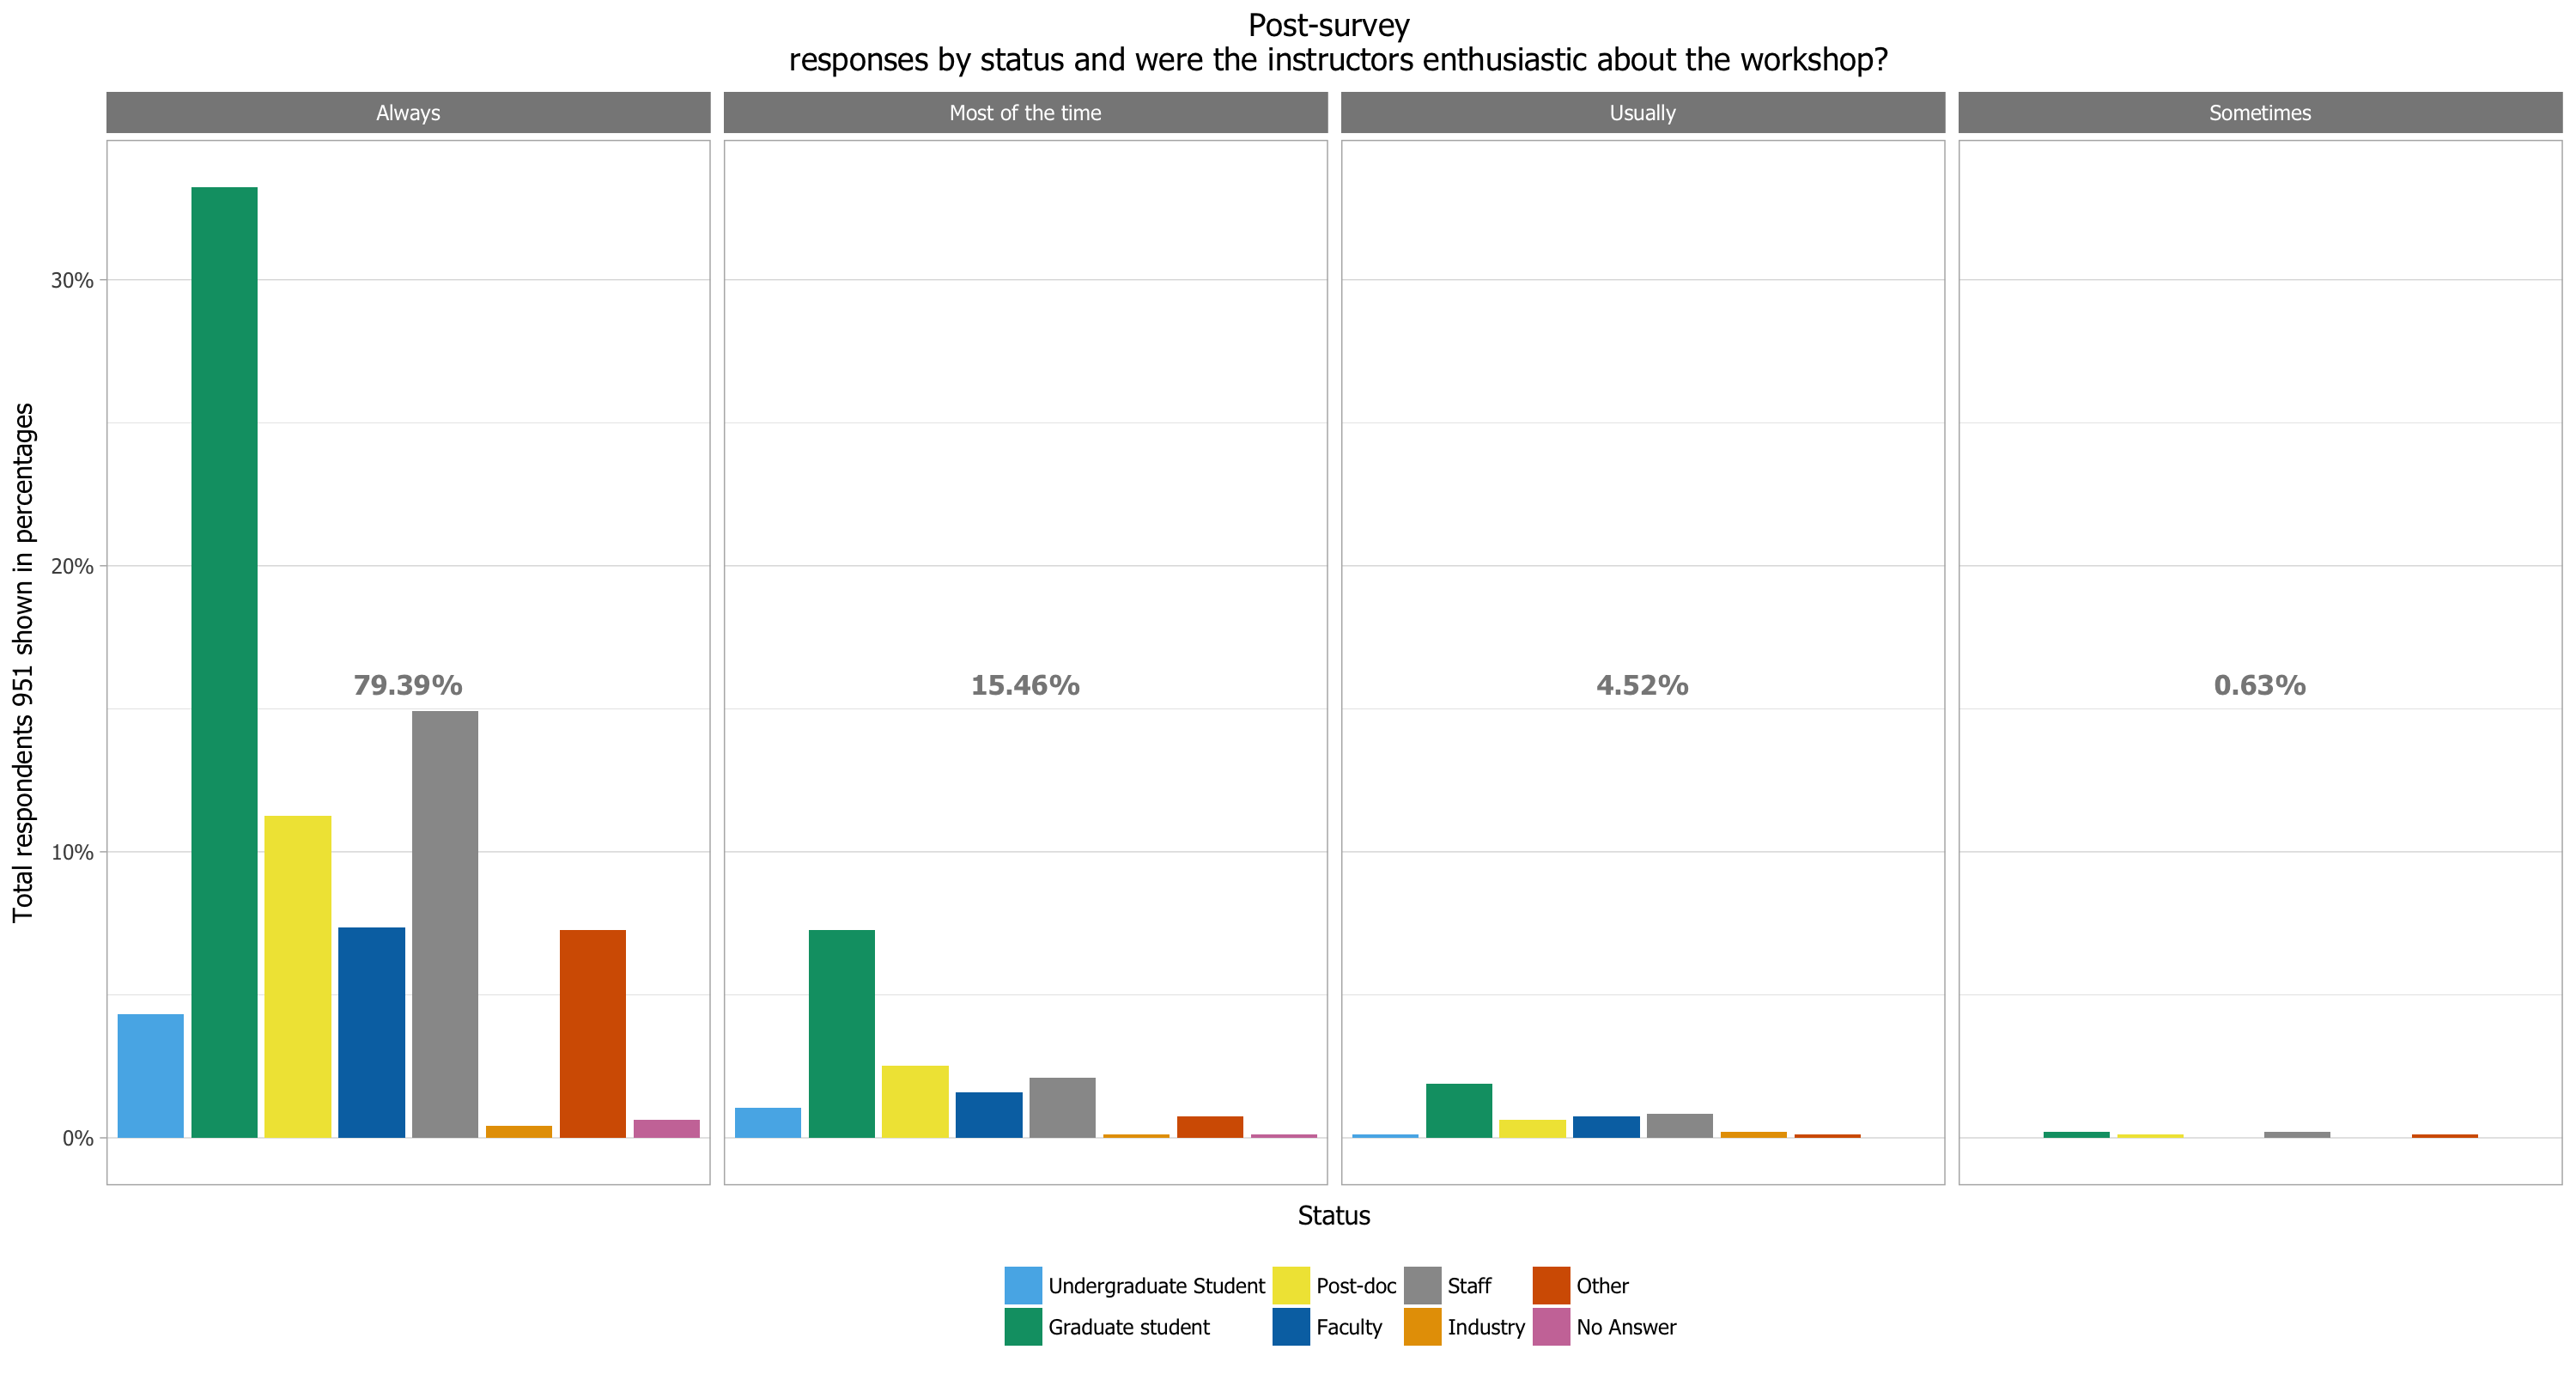 Post-survey
responses by status and were the instructors enthusiastic about the workshop?
Always
Most of the time
Usually
Sometimes
Total respondents 951 shown in percentages
30%
20%
10%
0%
79.39%
15.46%
4.52%
0.63%
Status
Undergraduate Student
Post-doc
Staff
Other
Graduate student
Faculty
Industry
No Answer